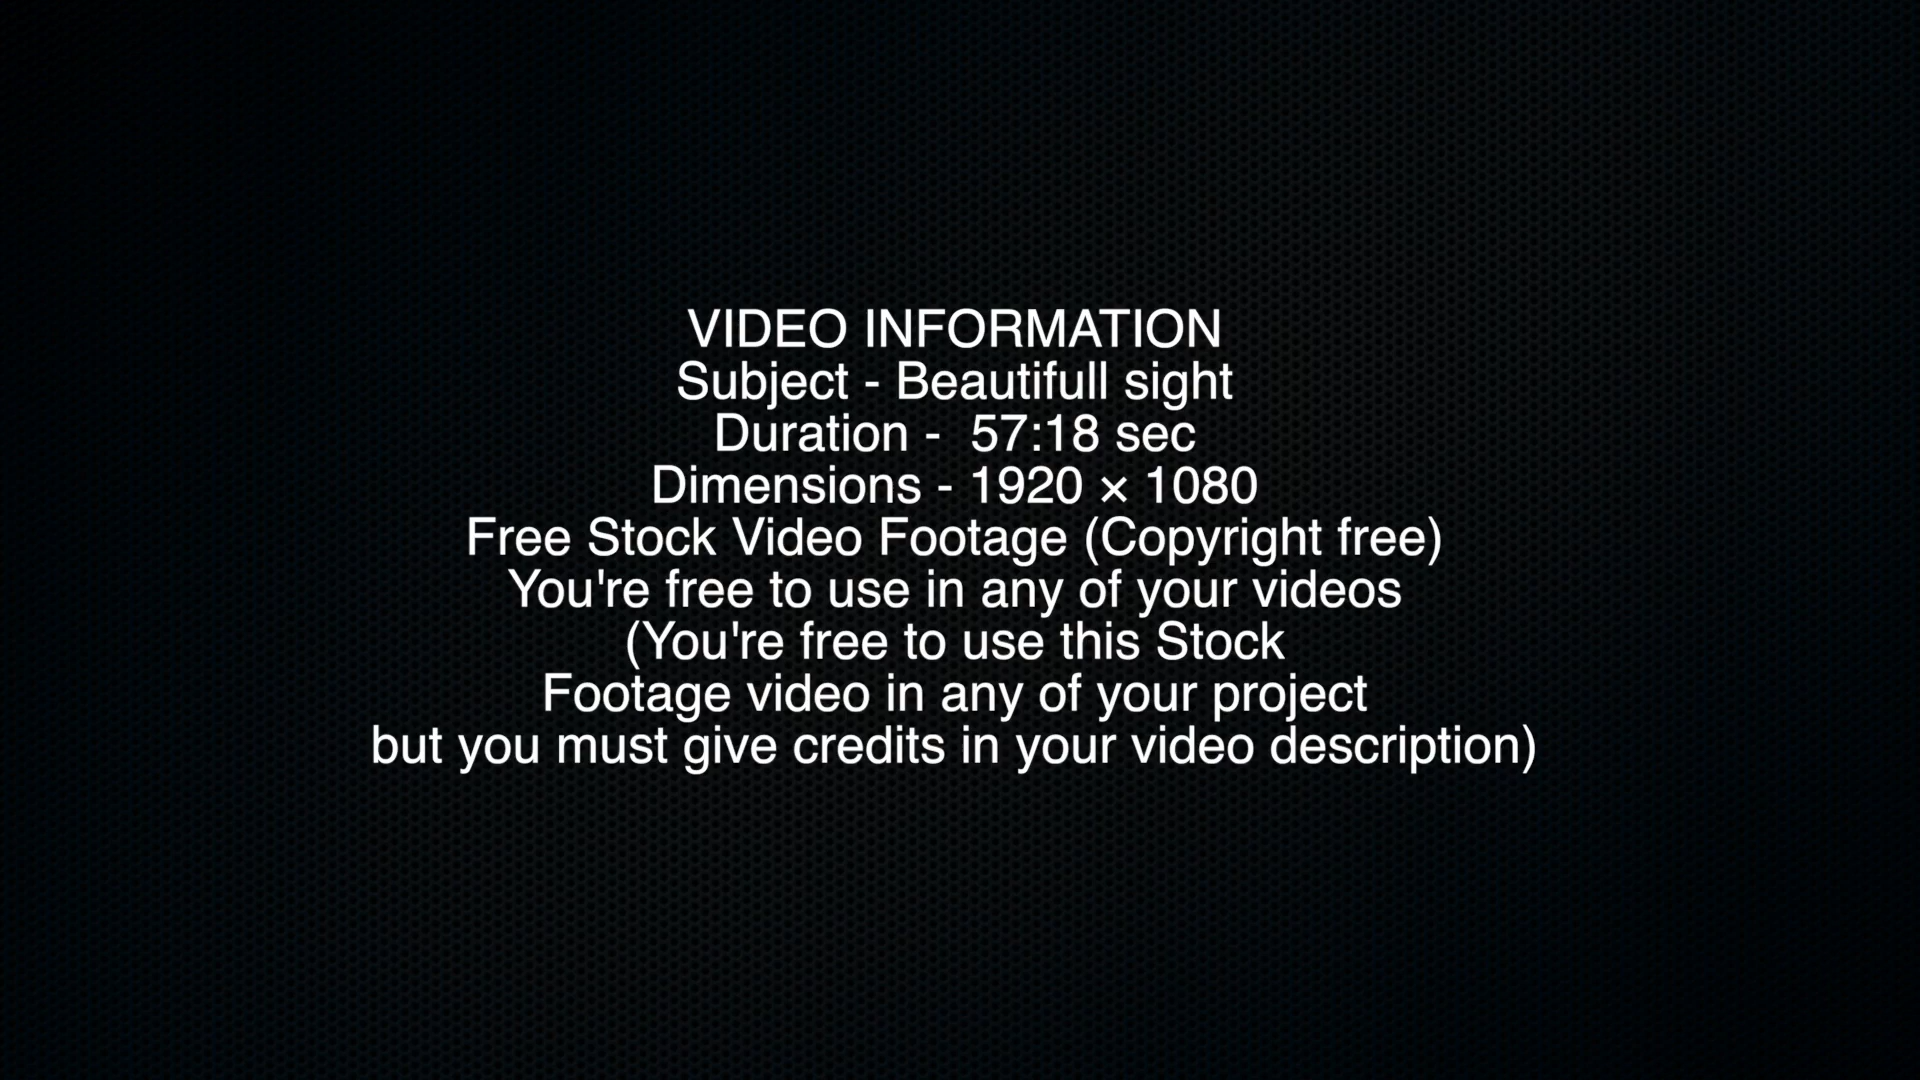 VIDEO INFORMATION
Subject - Beautifull sight
Duration -  57:18 sec
Dimensions - 1920 × 1080
Free Stock Video Footage (Copyright free)
You're free to use in any of your videos
(You're free to use this Stock
Footage video in any of your project
but you must give credits in your video description)